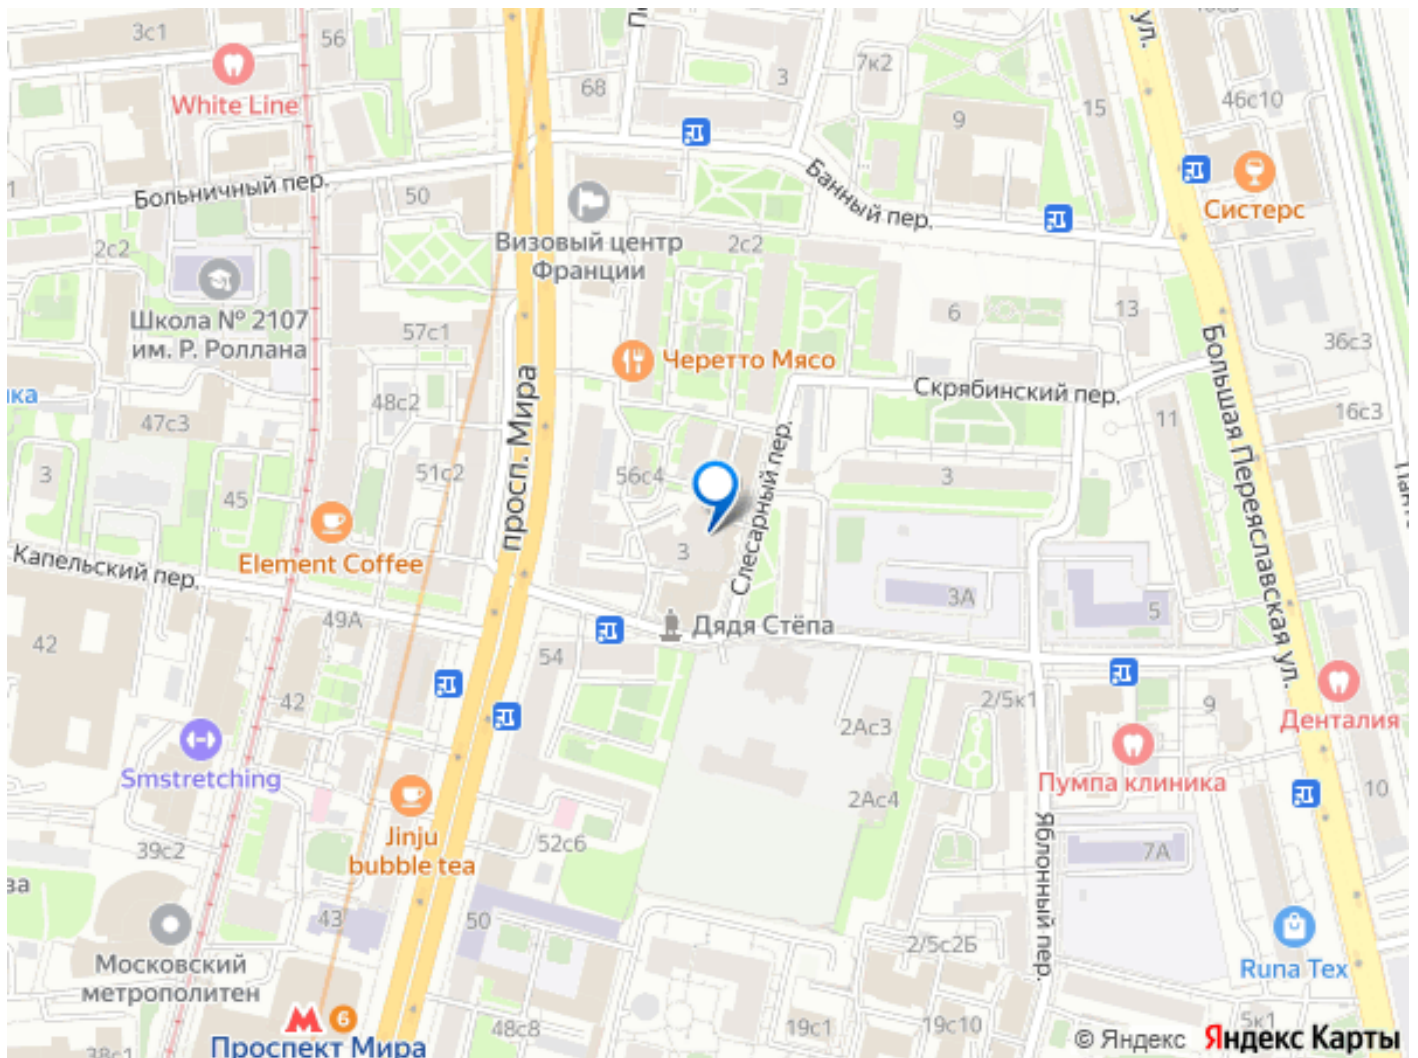 3с1
56
White Line
68
3
7к2
ул.
46с10
15
9
Больничный пер.
50
Банный пер.
Систерс
2с2
Визовый центр
Франции
2с2
Школа № 2107
им. Р. Роллана
57с1
6
13
36с3
Черетто Мясо
Скрябинский пер.
48с2
47с3
просп. Мира
Большая Переяславская ул.
16с3
11
3
45
51с2
56с4
Слесарный пер.
3
Element Coffee
3
Капельский пер.
49А
3А
5
Дядя Стёпа
42
54
42
2/5к1
9
2Ас3
Денталия
Smstretching
Пумпа клиника
2Ас4
10
Jinju
bubble tea
52с6
39с2
Яблонный пер.
7А
43
50
2/5с2Б
Московский
метрополитен
Runa Tex
6
Проспект Мира
48с8
19с1
19с10
5к1
38с1
© Яндекс
Яндекс Карты